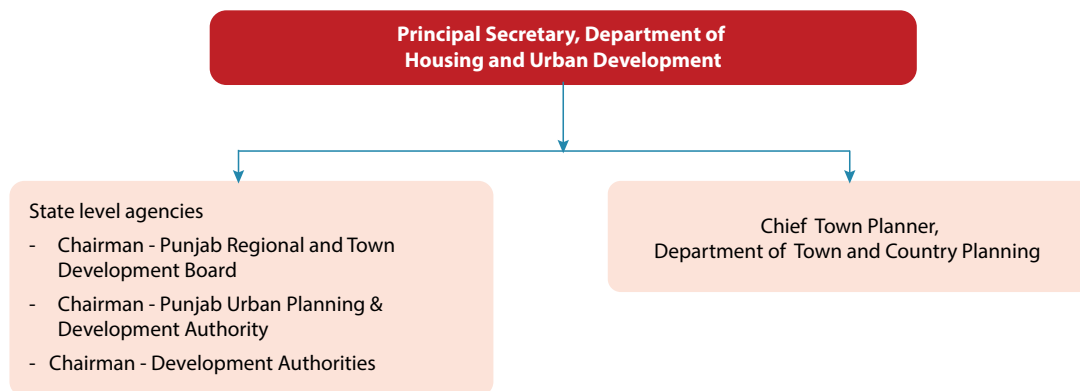 Principal Secretary, Department of
Housing and Urban Development
State level agencies
- Chairman - Punjab Regional and Town
Development Board
- Chairman - Punjab Urban Planning &
Development Authority
- Chairman - Development Authorities
Chief Town Planner,
Department of Town and Country Planning